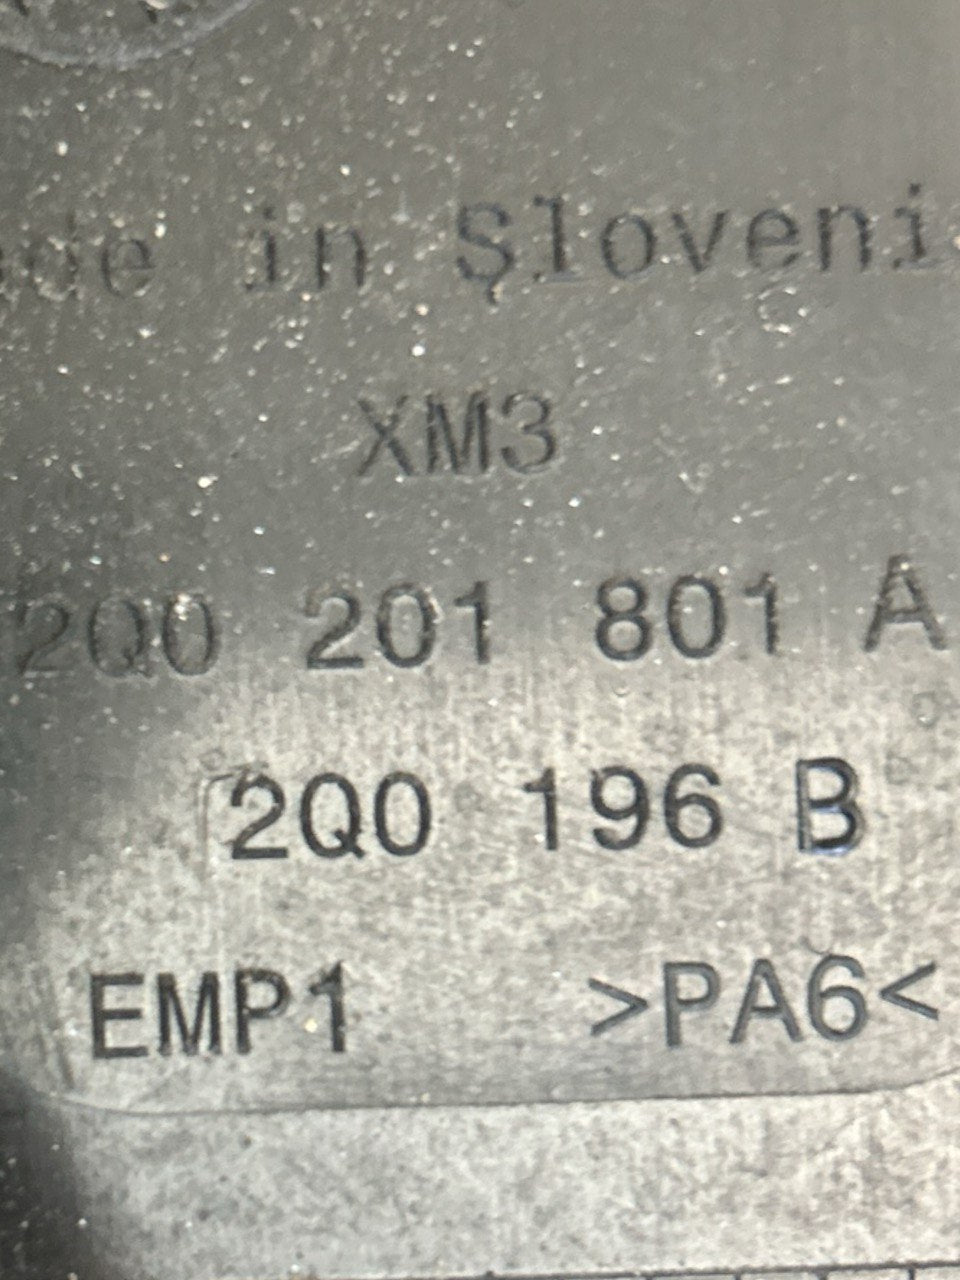 in Sloveni
XM3
2Q0 201 801 A
2Q0 196 B
EMP1 >PA6<